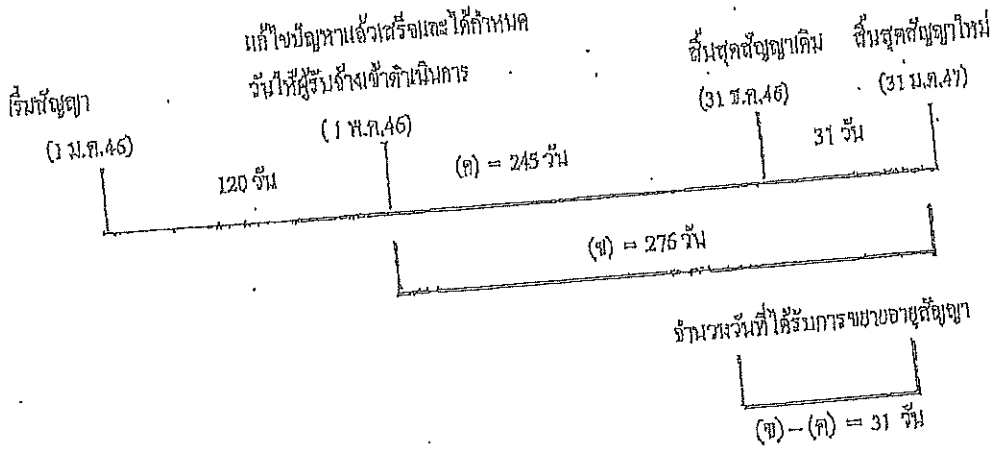 แก้ไขปัญหาแล้วเสร็จและได้กำหนด
วันให้ผู้รับจ้างเข้าดำเนินการ
(1 พ.ค.46)
เริ่มสัญญา
(1 ม.ค.46)
สิ้นสุดสัญญาเดิม
(31 ธ.ค.46)
สิ้นสุดสัญญาใหม่
(31 ม.ค.47)
120 วัน
(ค) = 245 วัน
31 วัน
(ข) = 276 วัน
จำนวนวันที่ได้รับการขยายอายุสัญญา
(ข) – (ค) = 31 วัน